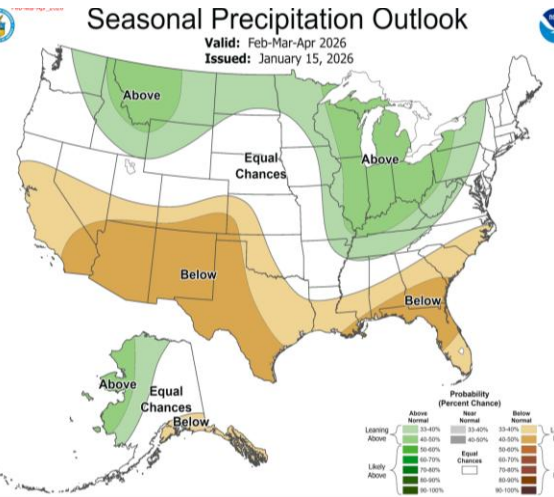 Seasonal Precipitation Outlook
Valid: Feb-Mar-Apr 2026
Issued: January 15, 2026
Above
Equal
Chances
Above
Below
Below
Above
Equal
Chances
Below
Probability
(Percent Chance)
Above
Normal
Near
Normal
Below
Normal
Leaning
Above
33-40%
40-50%
33-40%
40-50%
33-40%
40-50%
Likely
Above
50-60%
60-70%
70-80%
80-90%
90-100%
Equal
Chances
50-60%
60-70%
70-80%
80-90%
90-100%